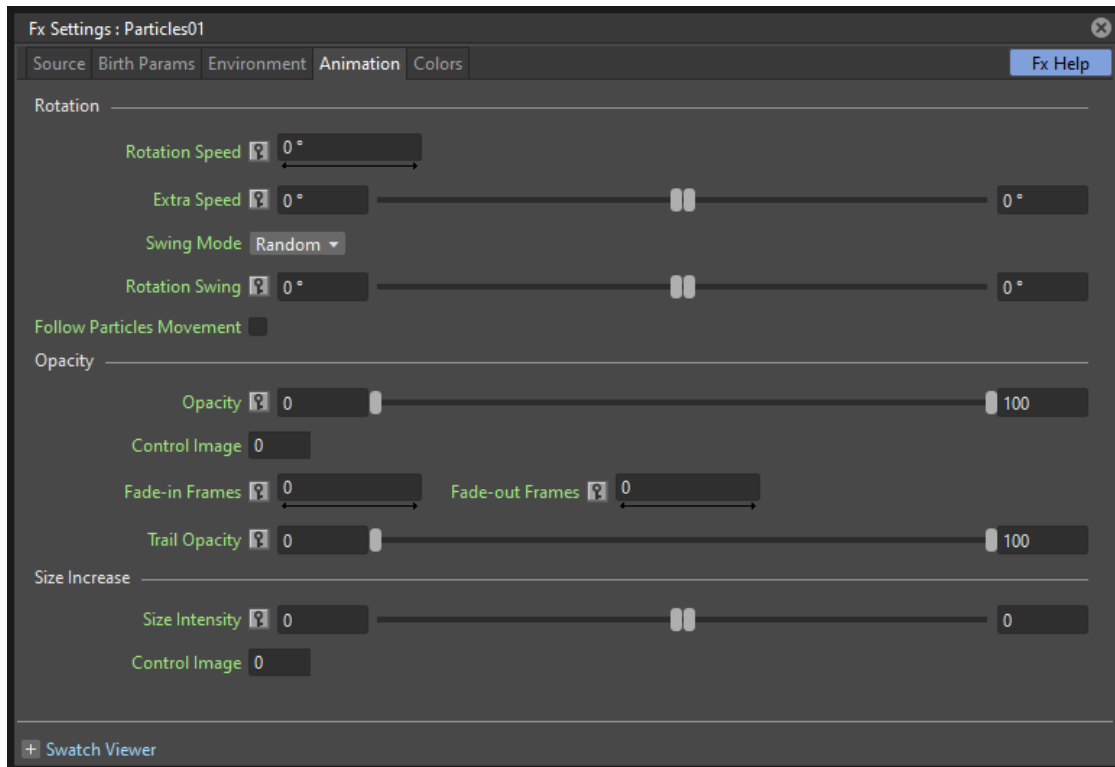 Fx Settings : Particles01
Source Birth Params Environment Animation Colors Fx Help
Rotation
Rotation Speed 0 °
Extra Speed 0 ° 0 °
Swing Mode Random
Rotation Swing 0 ° 0 °
Follow Particles Movement
Opacity
Opacity 0 100
Control Image 0
Fade-in Frames 0 Fade-out Frames 0
Trail Opacity 0 100
Size Increase
Size Intensity 0 0
Control Image 0
Swatch Viewer